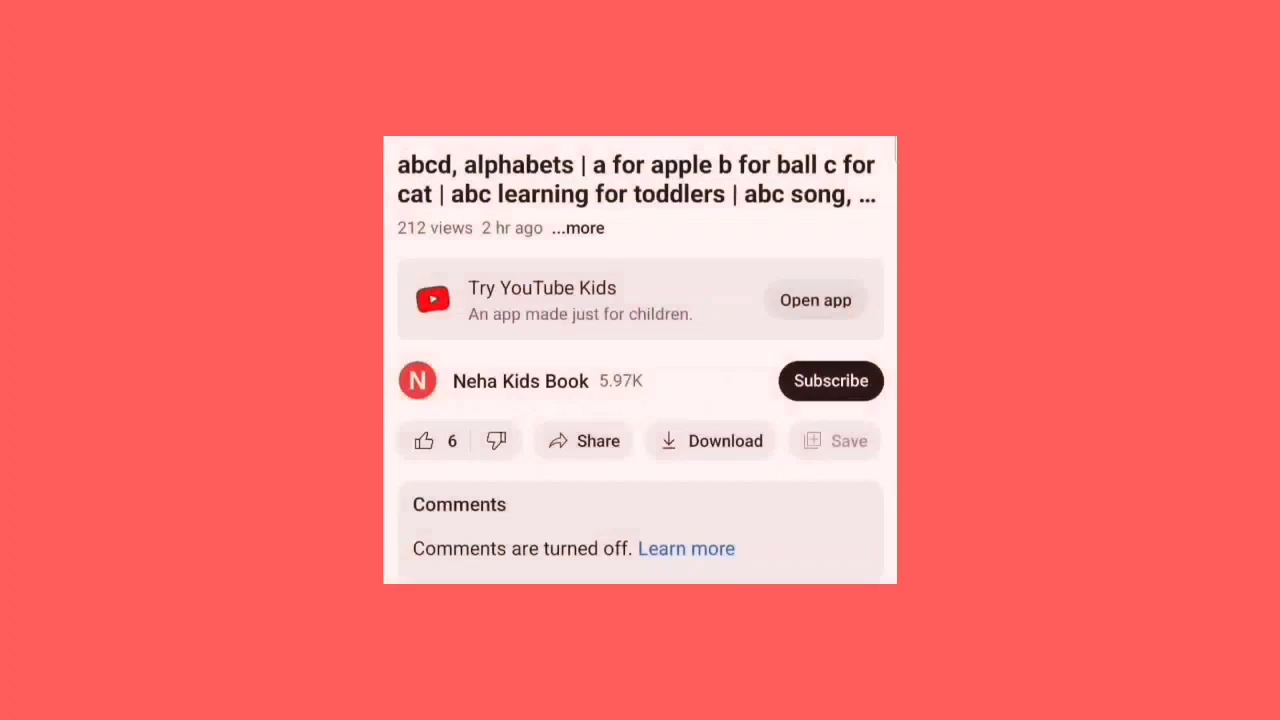 abcd, alphabets | a for apple b for ball c for
cat | abc learning for toddlers | abc song, ...
212 views 2 hr ago ...more
Try YouTube Kids
An app made just for children.
Open app
N Neha Kids Book 5.97K Subscribe
6 Share Download Save
Comments
Comments are turned off. Learn more